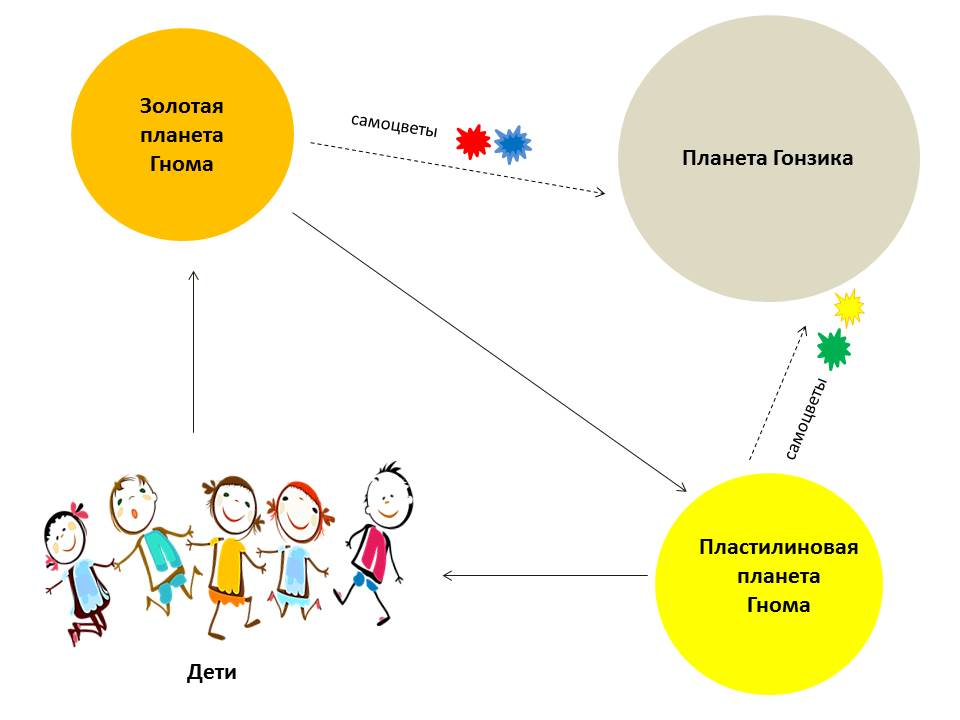 Золотая
планета
Гнома
самоцветы
Планета Гонзика
самоцветы
Пластилиновая
планета
Гнома
Дети